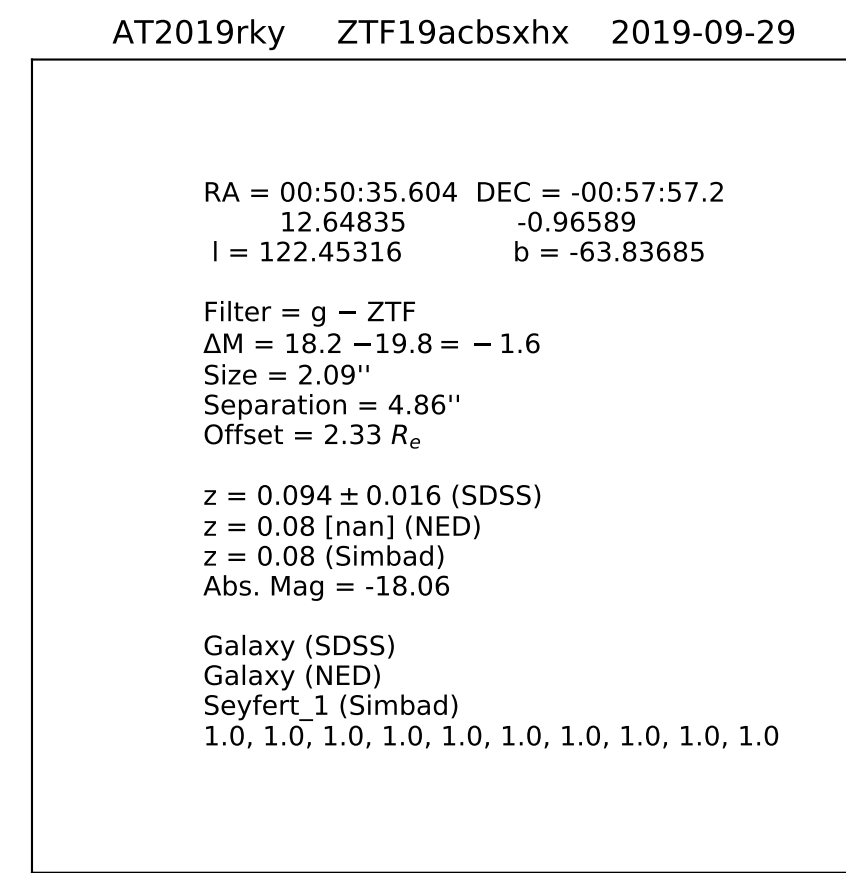 AT2019rky ZTF19acbsxhx 2019-09-29
RA = 00:50:35.604 DEC = -00:57:57.2
12.64835 -0.96589
l = 122.45316 b = -63.83685
Filter = g − ZTF
ΔM = 18.2 −19.8 = − 1.6
Size = 2.09''
Separation = 4.86''
Offset = 2.33 Re
z = 0.094 ± 0.016 (SDSS)
z = 0.08 [nan] (NED)
z = 0.08 (Simbad)
Abs. Mag = -18.06
Galaxy (SDSS)
Galaxy (NED)
Seyfert_1 (Simbad)
1.0, 1.0, 1.0, 1.0, 1.0, 1.0, 1.0, 1.0, 1.0, 1.0